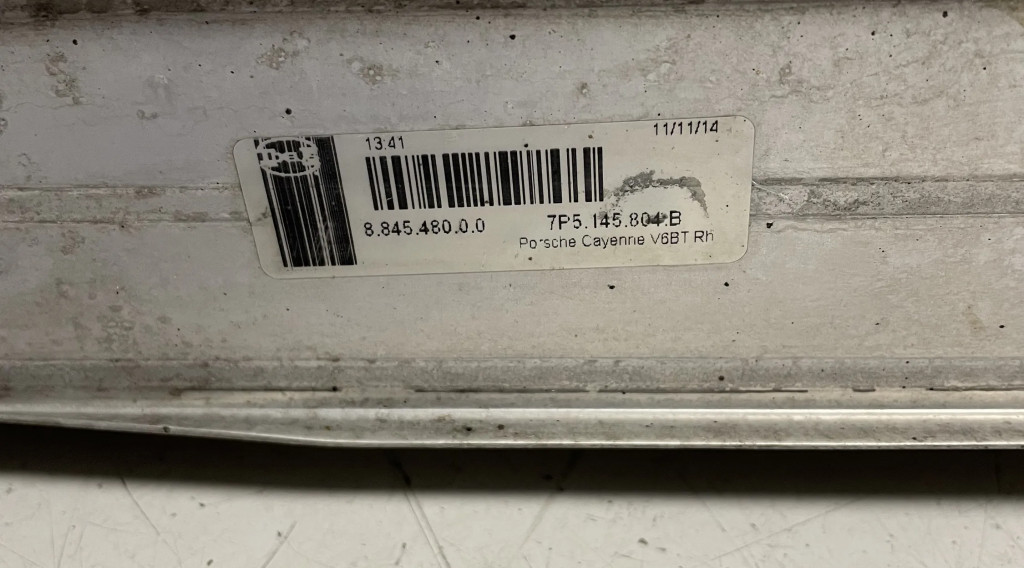 13:41
11/11/14
8.845.480.0.0
7P5.145.804.B
Porsche Cayenne V6BT Rh